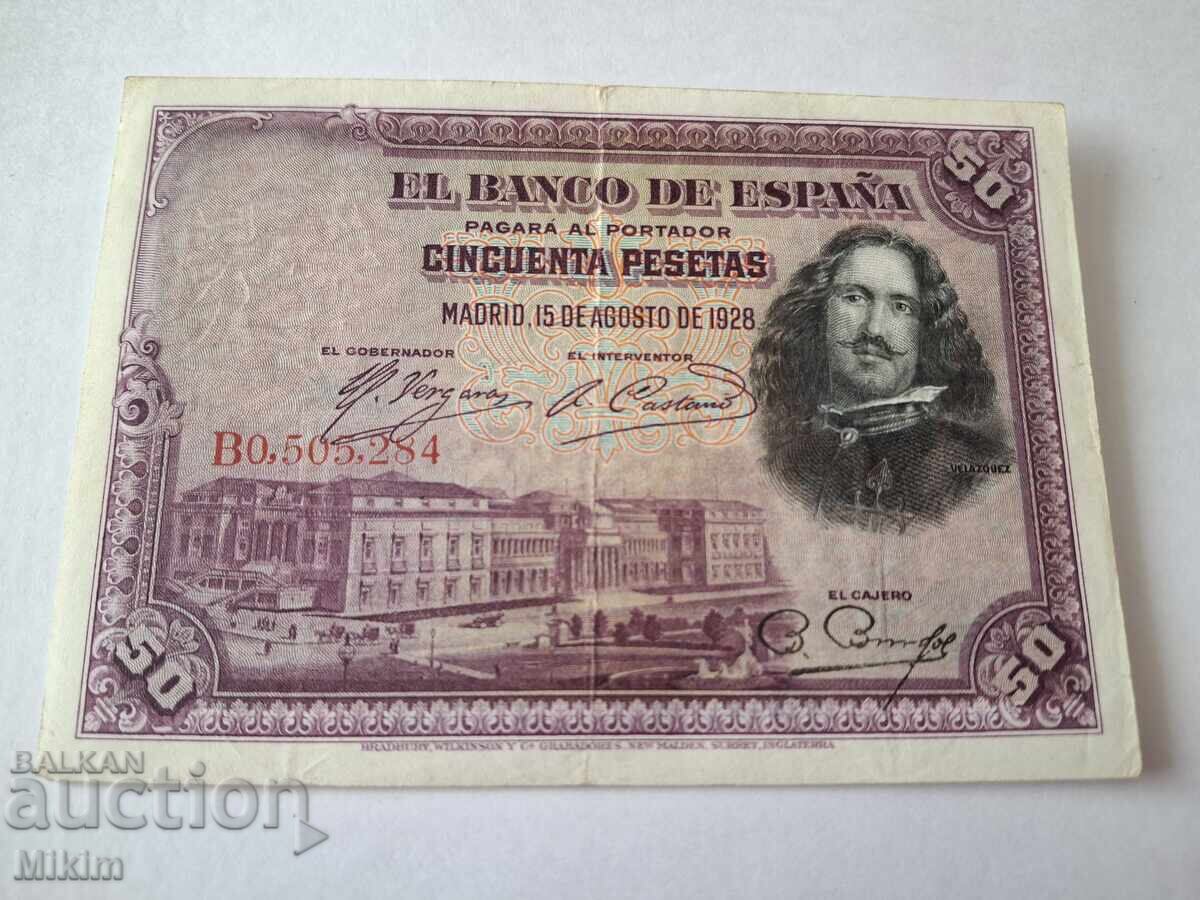 50
EL BANCO DE ESPAÑA
PAGARÁ AL PORTADOR
CINCUENTA PESETAS
MADRID, 15 DE AGOSTO DE 1928
EL GOBERNADOR EL INTERVENTOR
B0,505,284
VELAZQUEZ
EL CAJERO
50 50
BRADBURY, WILKINSON Y Cª GRABADORES, NEW MALDEN, SURREY, INGLATERRA
BALKAN
auction
Mikim